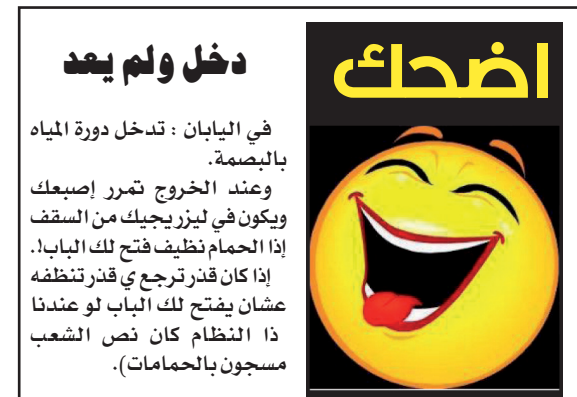 اضحك
دخل ولم يعد
في اليابان : تدخل دورة المياه
بالبصمة.
وعند الخروج تمرر إصبعك
ويكون في ليزر يجيك من السقف
إذا الحمام نظيف فتح لك الباب!.
إذا كان قذر ترجع ي قذر تنظفه
عشان يفتح لك الباب لو عندنا
ذا النظام كان نص الشعب
مسجون بالحمامات).